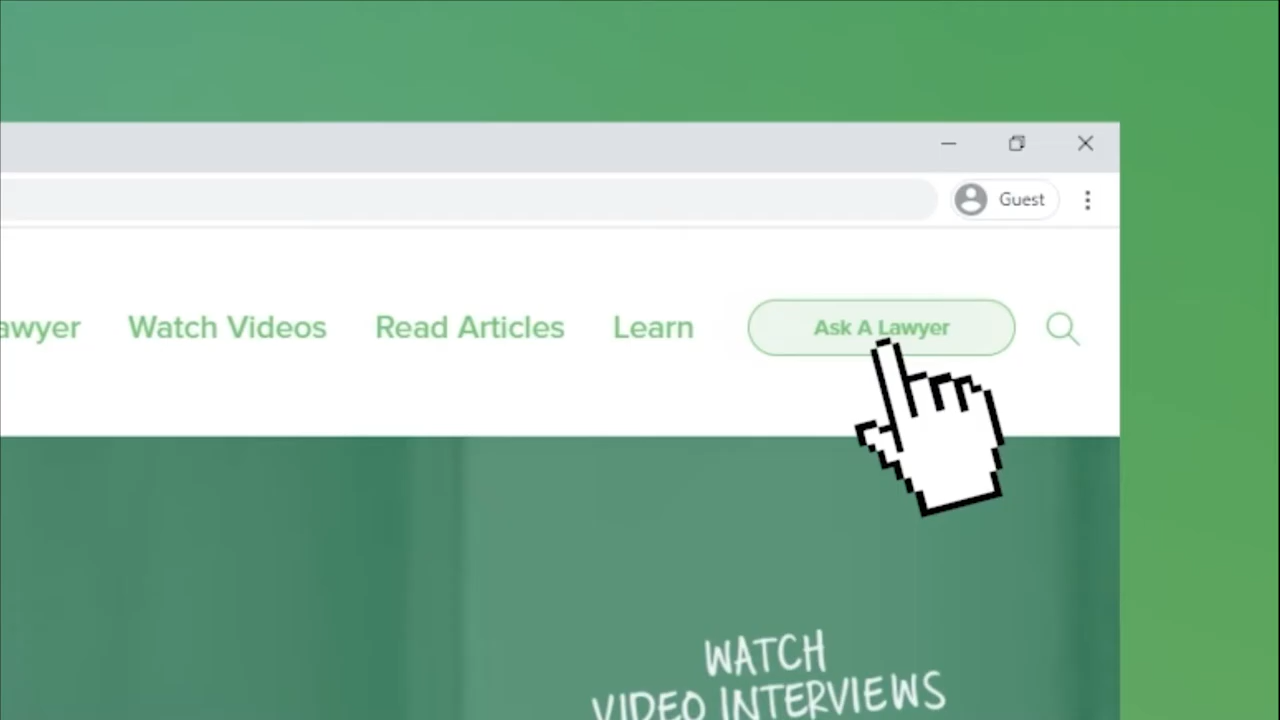 Guest
awyer Watch Videos Read Articles Learn Ask A Lawyer
WATCH
VIDEO INTERVIEWS